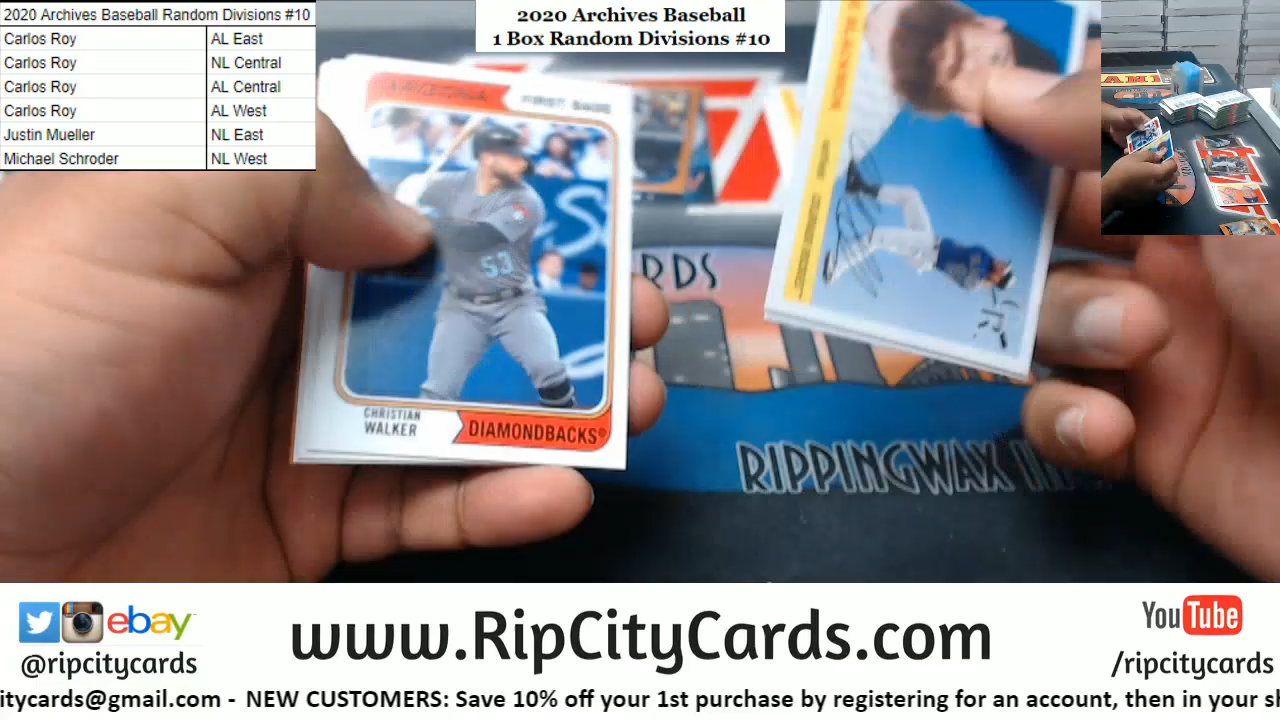 2020 Archives Baseball Random Divisions #10
Carlos Roy AL East
Carlos Roy NL Central
Carlos Roy AL Central
Carlos Roy AL West
Justin Mueller NL East
Michael Schroder NL West
2020 Archives Baseball
1 Box Random Divisions #10
FIRST BASE
53
CHRISTIAN
WALKER
DIAMONDBACKS
RDS
RIPPINGWAX
ebay
@ripcitycards
www.RipCityCards.com
YouTube
/ripcitycards
citycards@gmail.com - NEW CUSTOMERS: Save 10% off your 1st purchase by registering for an account, then in your sh